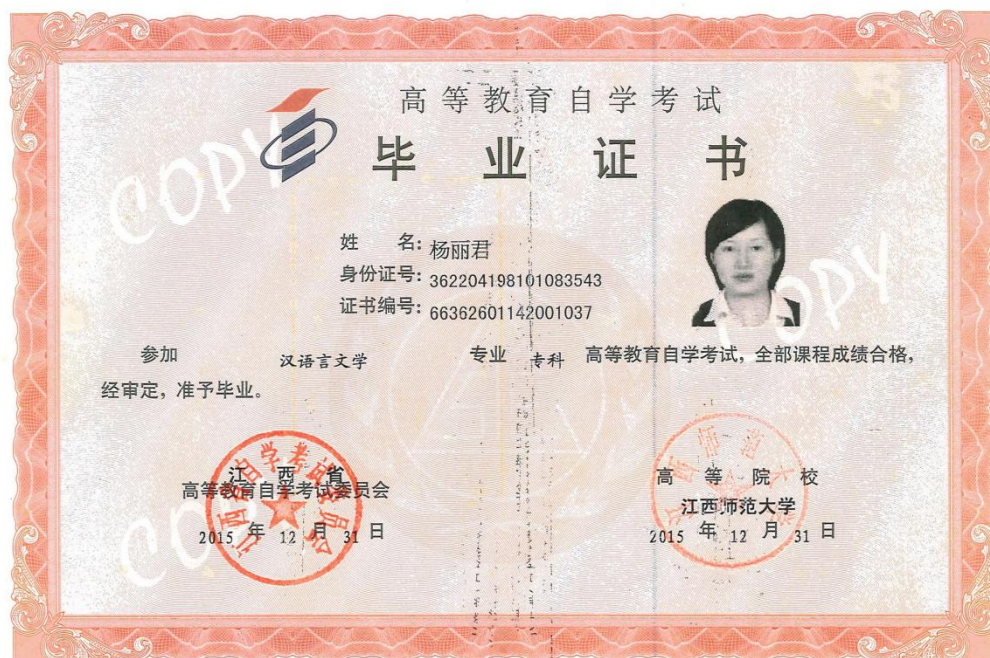 高等教育自学考试
毕业证书
姓 名: 杨丽君
身份证号: 362204198101083543
证书编号: 66362601142001037
参加 汉语言文学 专业 专科 高等教育自学考试,全部课程成绩合格,
经审定,准予毕业。
江西省
高等教育自学考试委员会
2015 年 12 月 31 日
高等院校
江西师范大学
2015 年 12 月 31 日
COPY
COPY
COPY